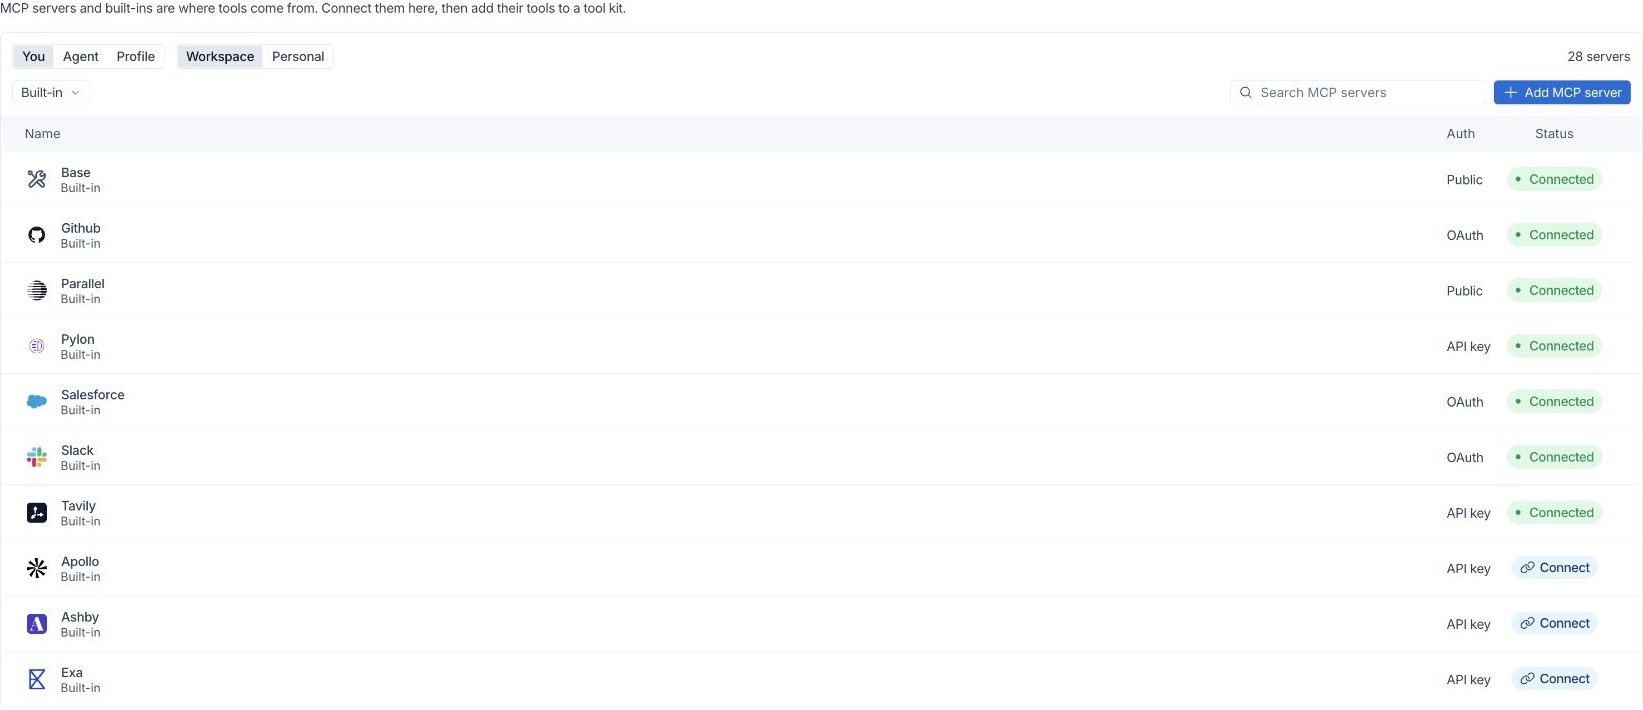 MCP servers and built-ins are where tools come from. Connect them here, then add their tools to a tool kit.
You Agent Profile Workspace Personal 28 servers
Built-in Search MCP servers Add MCP server
Name Auth Status
Base
Built-in
Public Connected
Github
Built-in
OAuth Connected
Parallel
Built-in
Public Connected
Pylon
Built-in
API key Connected
Salesforce
Built-in
OAuth Connected
Slack
Built-in
OAuth Connected
Tavily
Built-in
API key Connected
Apollo
Built-in
API key Connect
A
Ashby
Built-in
API key Connect
Exa
Built-in
API key Connect